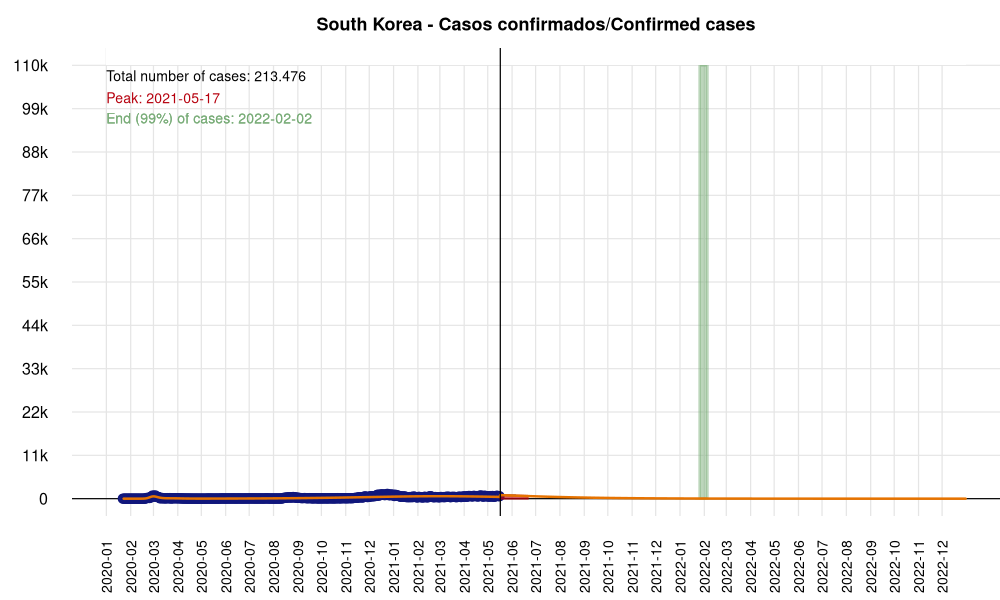 South Korea - Casos confirmados/Confirmed cases
Total number of cases: 213.476
Peak: 2021-05-17
End (99%) of cases: 2022-02-02
110k
99k
88k
77k
66k
55k
44k
33k
22k
11k
0
2020-01
2020-02
2020-03
2020-04
2020-05
2020-06
2020-07
2020-08
2020-09
2020-10
2020-11
2020-12
2021-01
2021-02
2021-03
2021-04
2021-05
2021-06
2021-07
2021-08
2021-09
2021-10
2021-11
2021-12
2022-01
2022-02
2022-03
2022-04
2022-05
2022-06
2022-07
2022-08
2022-09
2022-10
2022-11
2022-12